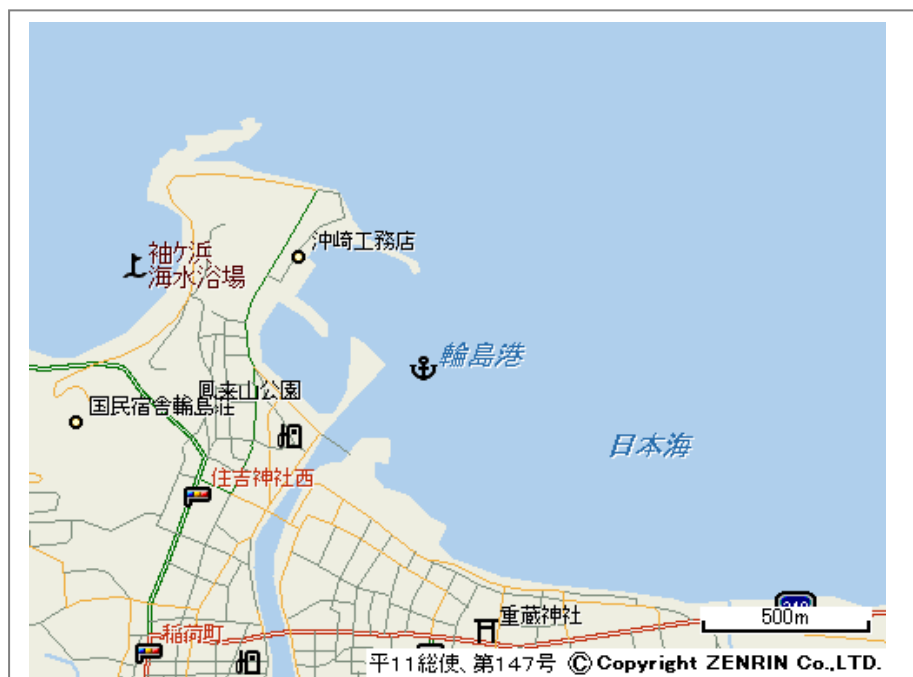 沖崎工務店
袖ケ浜
海水浴場
輪島港
鳳来山公園
国民宿舎輪島荘
日本海
住吉神社西
重蔵神社
500m
稲荷町
平11総使、第147号 ©Copyright ZENRIN Co.,LTD.